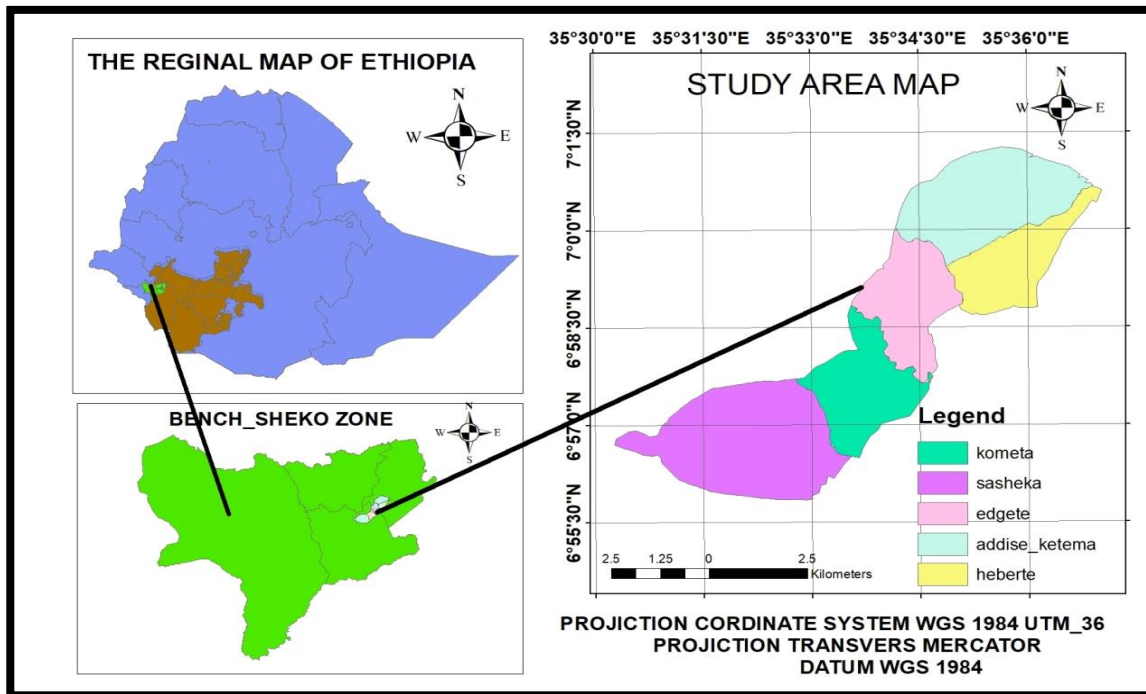 THE REGINAL MAP OF ETHIOPIA
N
W E
S
BENCH_SHEKO ZONE
N
W E
S
35°30'0"E 35°31'30"E 35°33'0"E 35°34'30"E 35°36'0"E
STUDY AREA MAP
N
W E
S
7°1'30"N
7°0'0"N
6°58'30"N
6°57'0"N
6°55'30"N
Legend
kometa
sasheka
edgete
addise_ketema
heberte
2.5 1.25 0 2.5
Kilometers
PROJICTION CORDINATE SYSTEM WGS 1984 UTM_36
PROJICTION TRANSVERS MERCATOR
DATUM WGS 1984